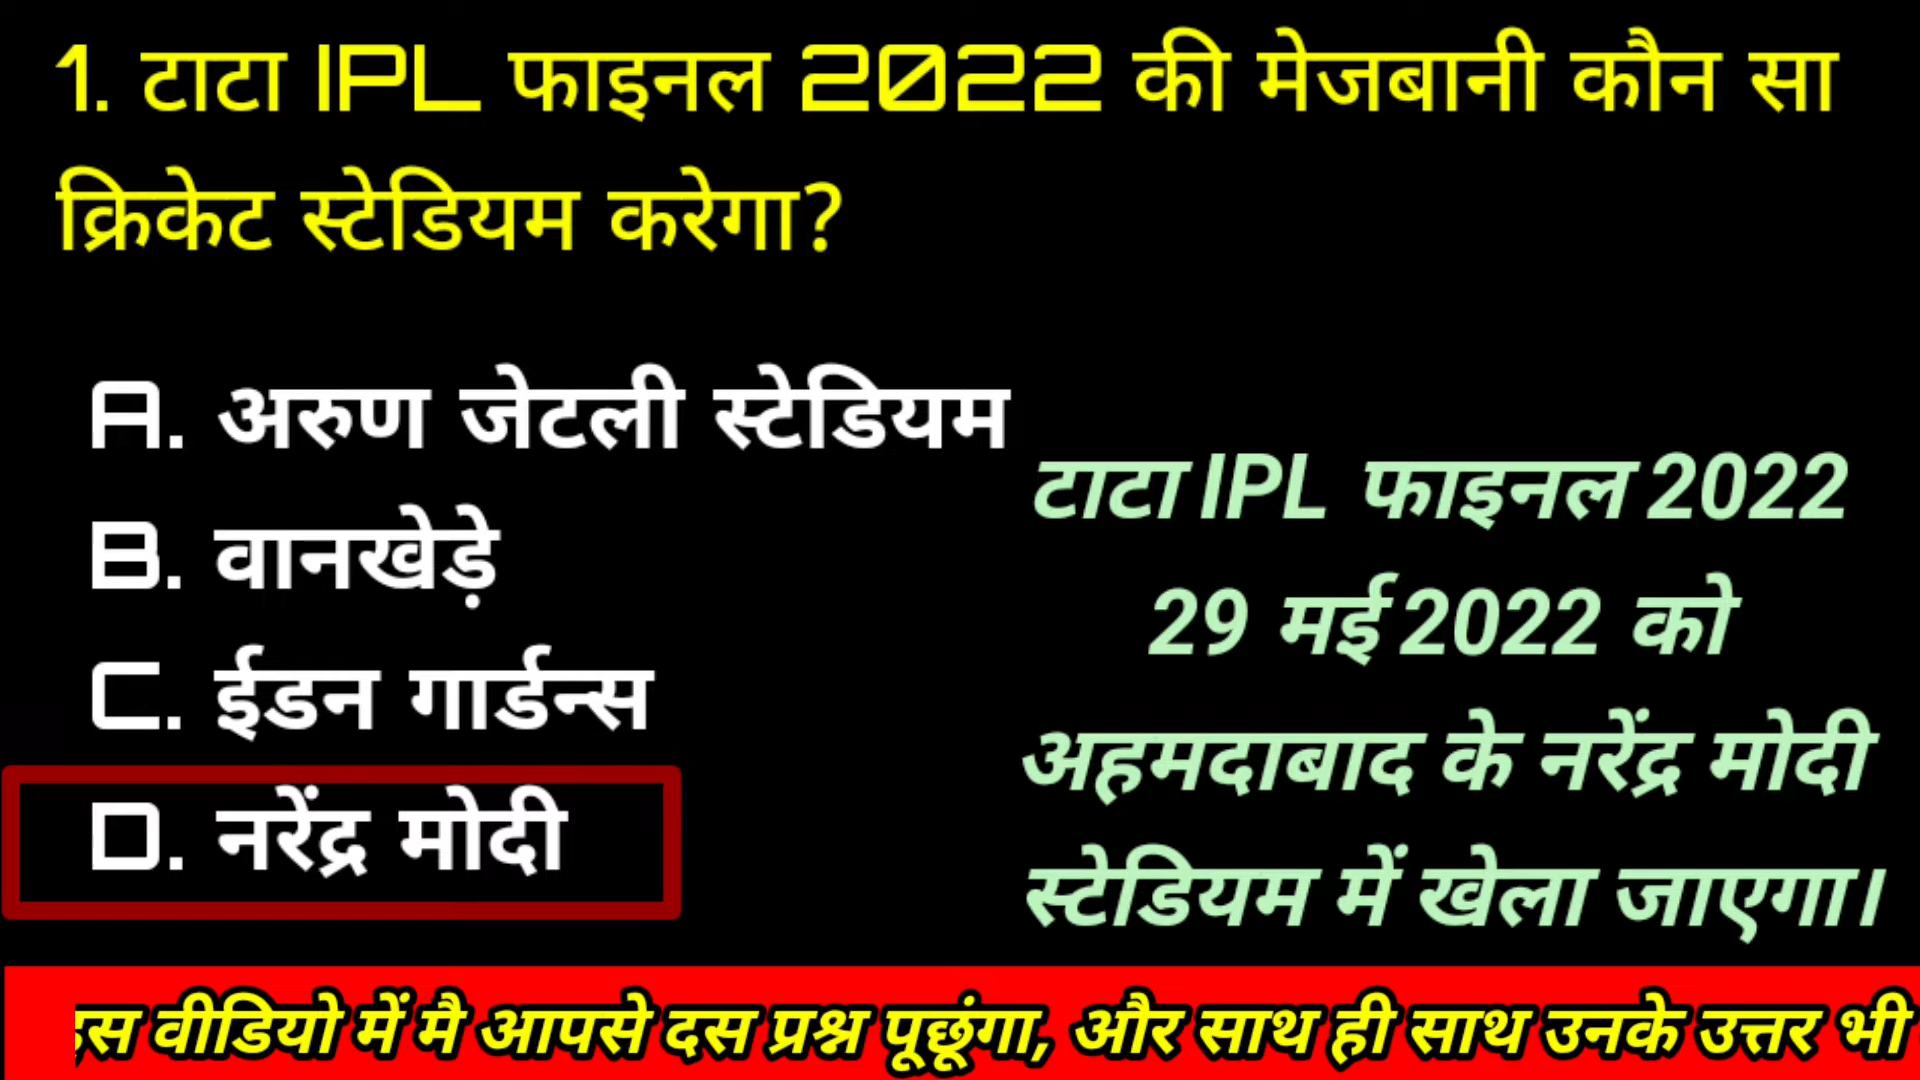 1. टाटा IPL फाइनल 2022 की मेजबानी कौन सा
क्रिकेट स्टेडियम करेगा?
A. अरुण जेटली स्टेडियम
B. वानखेड़े
C. ईडन गार्डन्स
D. नरेंद्र मोदी
टाटा IPL फाइनल 2022
29 मई 2022 को
अहमदाबाद के नरेंद्र मोदी
स्टेडियम में खेला जाएगा।
वीडियो में मै आपसे दस प्रश्न पूछूंगा, और साथ ही साथ उनके उत्तर भी